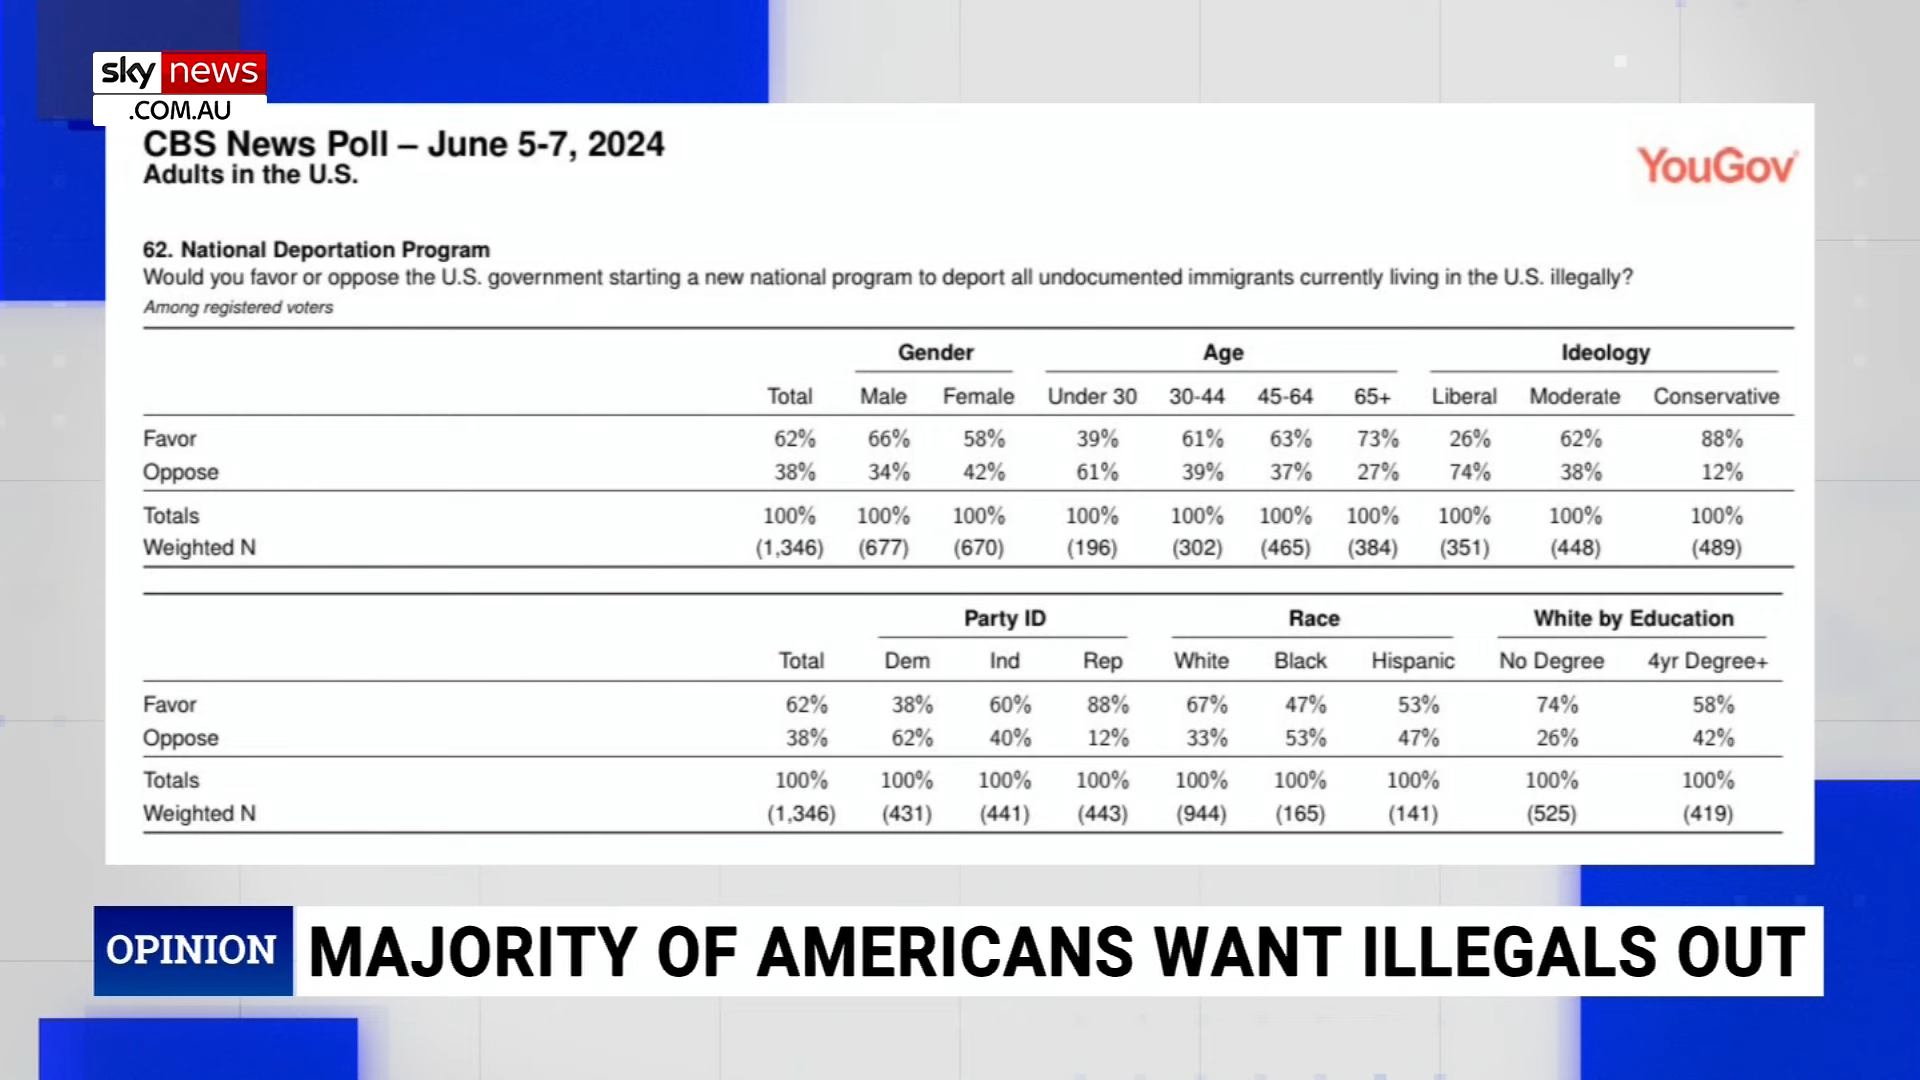 sky news
.COM.AU
CBS News Poll – June 5-7, 2024
Adults in the U.S.
YouGov
62. National Deportation Program
Would you favor or oppose the U.S. government starting a new national program to deport all undocumented immigrants currently living in the U.S. illegally?
Among registered voters
Gender Age Ideology
Total Male Female Under 30 30-44 45-64 65+ Liberal Moderate Conservative
Favor 62% 66% 58% 39% 61% 63% 73% 26% 62% 88%
Oppose 38% 34% 42% 61% 39% 37% 27% 74% 38% 12%
Totals 100% 100% 100% 100% 100% 100% 100% 100% 100% 100%
Weighted N (1,346) (677) (670) (196) (302) (465) (384) (351) (448) (489)
Party ID Race White by Education
Total Dem Ind Rep White Black Hispanic No Degree 4yr Degree+
Favor 62% 38% 60% 88% 67% 47% 53% 74% 58%
Oppose 38% 62% 40% 12% 33% 53% 47% 26% 42%
Totals 100% 100% 100% 100% 100% 100% 100% 100% 100%
Weighted N (1,346) (431) (441) (443) (944) (165) (141) (525) (419)
OPINION MAJORITY OF AMERICANS WANT ILLEGALS OUT